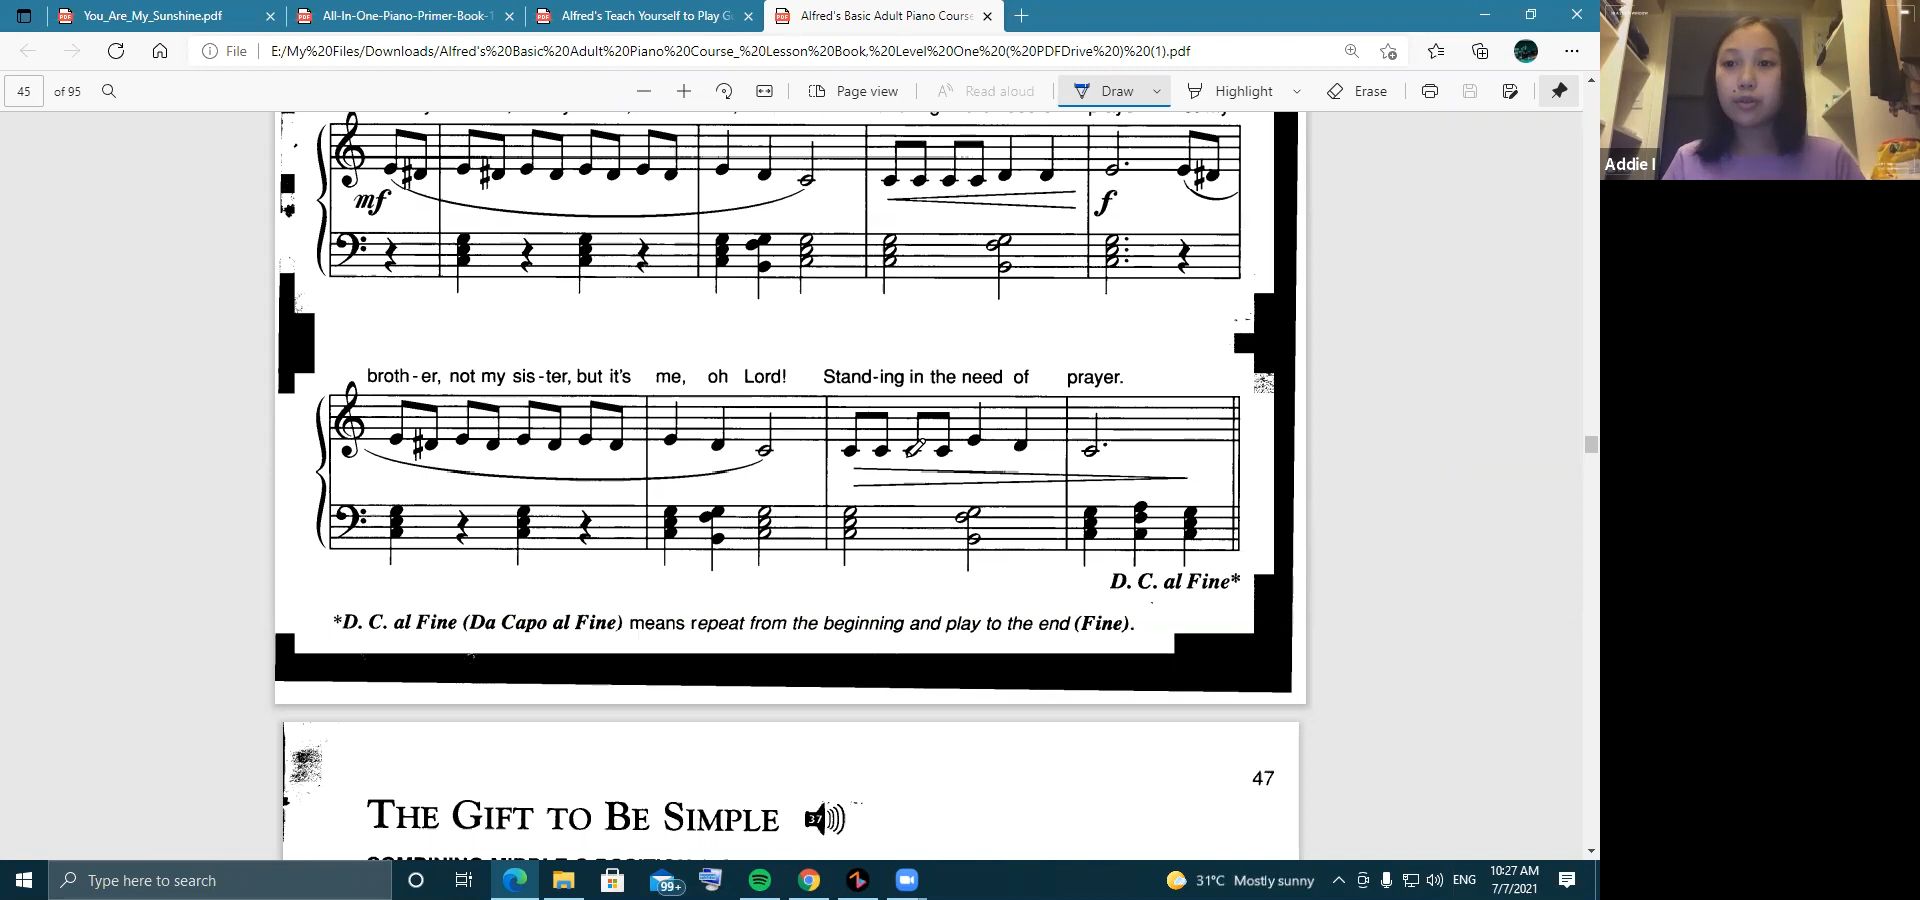 You_Are_My_Sunshine.pdf
All-In-One-Piano-Primer-Book-1
Alfred's Teach Yourself to Play Gu
Alfred's Basic Adult Piano Course
File
E:/My%20Files/Downloads/Alfred's%20Basic%20Adult%20Piano%20Course_%20Lesson%20Book,%20Level%20One%20(%20PDFDrive%20)%20(1).pdf
45 of 95
Page view
Read aloud
Draw
Highlight
Erase
Addie I
mf
f
broth-er, not my sis-ter, but it's me, oh Lord! Stand-ing in the need of prayer.
D. C. al Fine*
*D. C. al Fine (Da Capo al Fine) means repeat from the beginning and play to the end (Fine).
47
THE GIFT TO BE SIMPLE
37
Type here to search
99+
31°C Mostly sunny
ENG
10:27 AM
7/7/2021